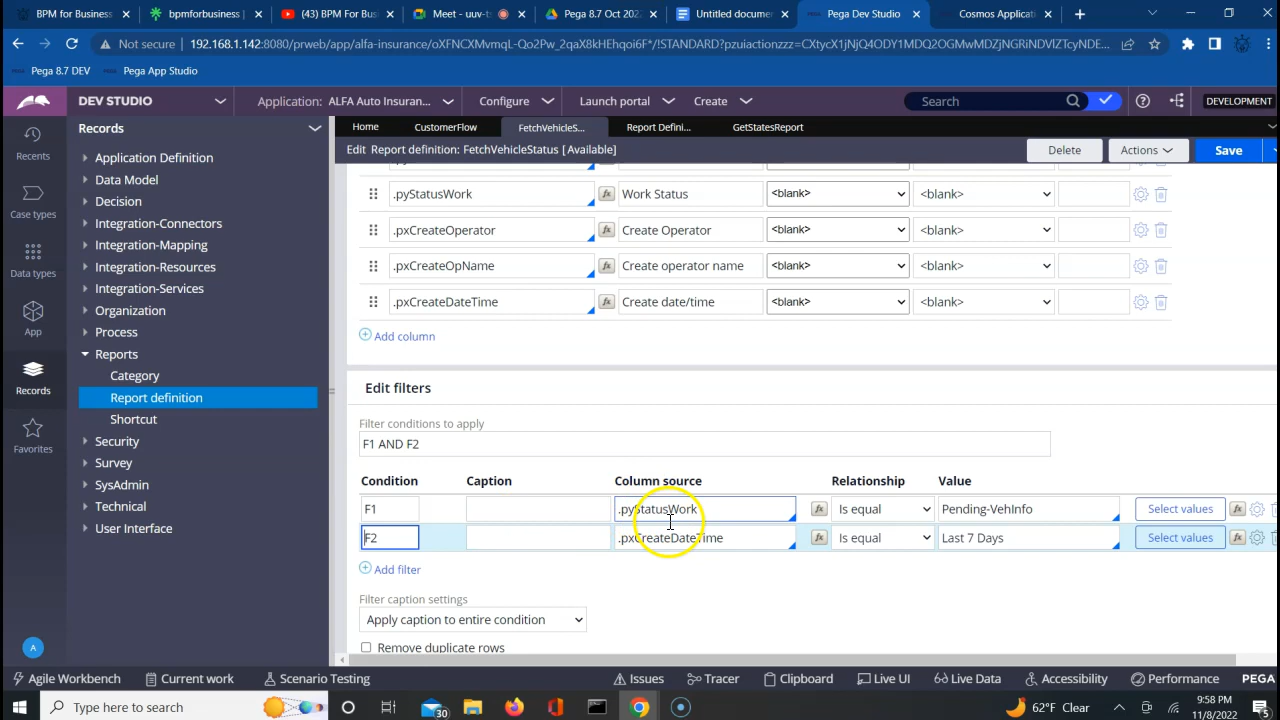 BPM for Business
bpmforbusiness |
(43) BPM For Bus
Meet - uuv-ts
Pega 8.7 Oct 202
Untitled docume
Pega Dev Studio
Cosmos Applicati
Not secure 192.168.1.142:8080/prweb/app/alfa-insurance/
Pega 8.7 DEV
Pega App Studio
DEV STUDIO
Application: ALFA Auto Insuran...
Configure
Launch portal
Create
Search
DEVELOPMENT
Records
Home
CustomerFlow
FetchVehicleS...
Report Defini...
GetStatesReport
Edit Report definition: FetchVehicleStatus [Available]
Delete
Actions
Save
Recents
Case types
Data types
App
Records
Favorites
A
Application Definition
Data Model
Decision
Integration-Connectors
Integration-Mapping
Integration-Resources
Integration-Services
Organization
Process
Reports
Category
Report definition
Shortcut
Security
Survey
SysAdmin
Technical
User Interface
.pyStatusWork Work Status <blank> <blank>
.pxCreateOperator Create Operator <blank> <blank>
.pxCreateOpName Create operator name <blank> <blank>
.pxCreateDateTime Create date/time <blank> <blank>
Add column
Edit filters
Filter conditions to apply
F1 AND F2
Condition Caption Column source Relationship Value
F1 .pyStatusWork Is equal Pending-VehInfo Select values
F2 .pxCreateDateTime Is equal Last 7 Days Select values
Add filter
Filter caption settings
Apply caption to entire condition
Remove duplicate rows
Agile Workbench
Current work
Scenario Testing
Issues
Tracer
Clipboard
Live UI
Live Data
Accessibility
Performance
PEGA
Type here to search
30
62°F Clear
9:58 PM
11/8/2022
5